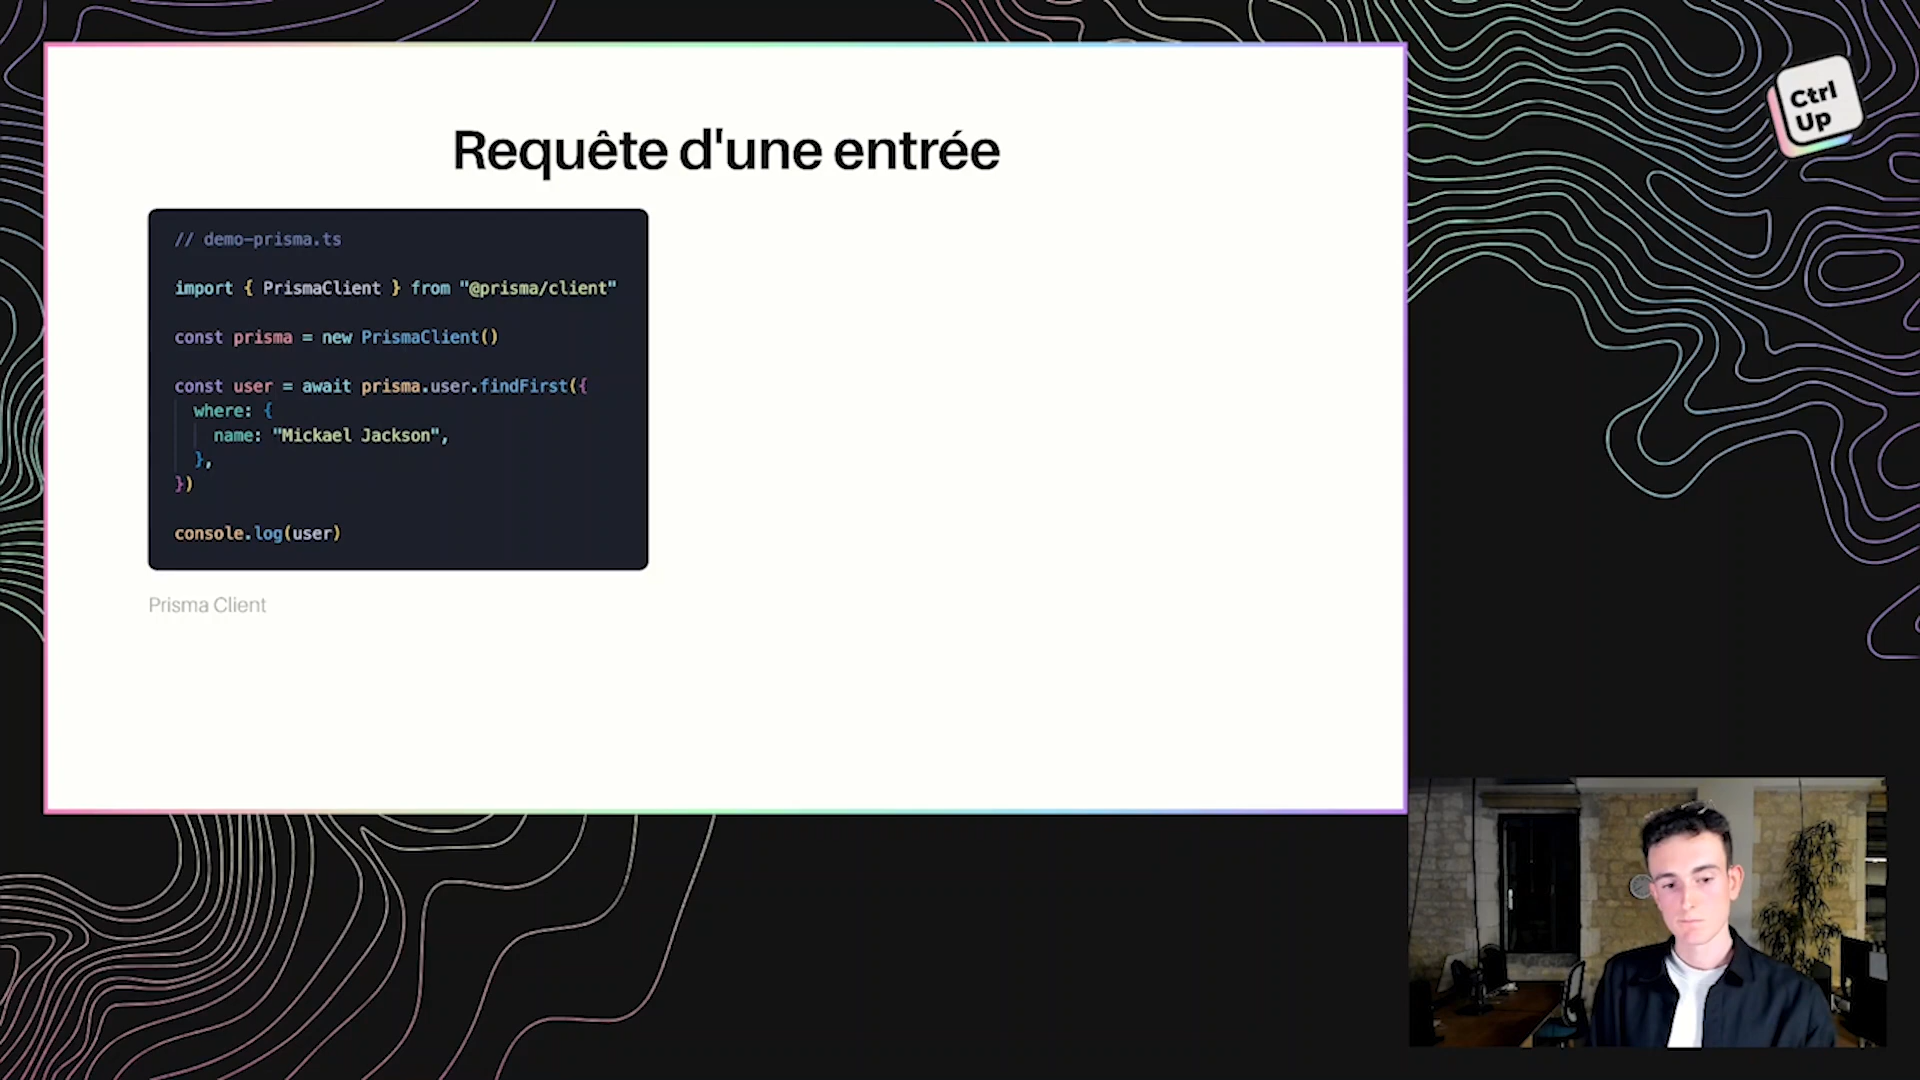 Ctrl
Up
Requête d'une entrée
// demo-prisma.ts
import { PrismaClient } from "@prisma/client"
const prisma = new PrismaClient()
const user = await prisma.user.findFirst({
where: {
name: "Mickael Jackson",
},
})
console.log(user)
Prisma Client